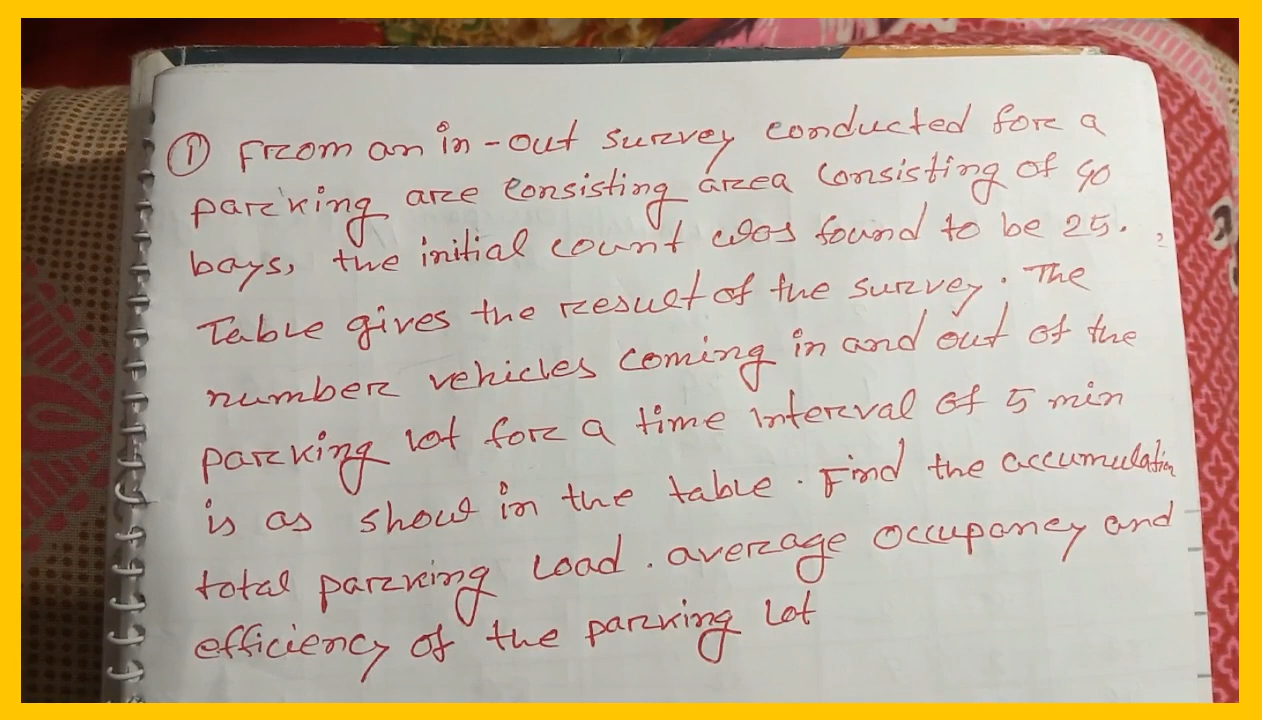 ① From an in-out survey conducted for a
parking are consisting area consisting of 40
bays, the initial count was found to be 25.
Table gives the result of the survey. The
number vehicles coming in and out of the
parking lot for a time interval of 5 min
is as show in the table. Find the accumulation
total parking load. average occupancy and
efficiency of the parking lot